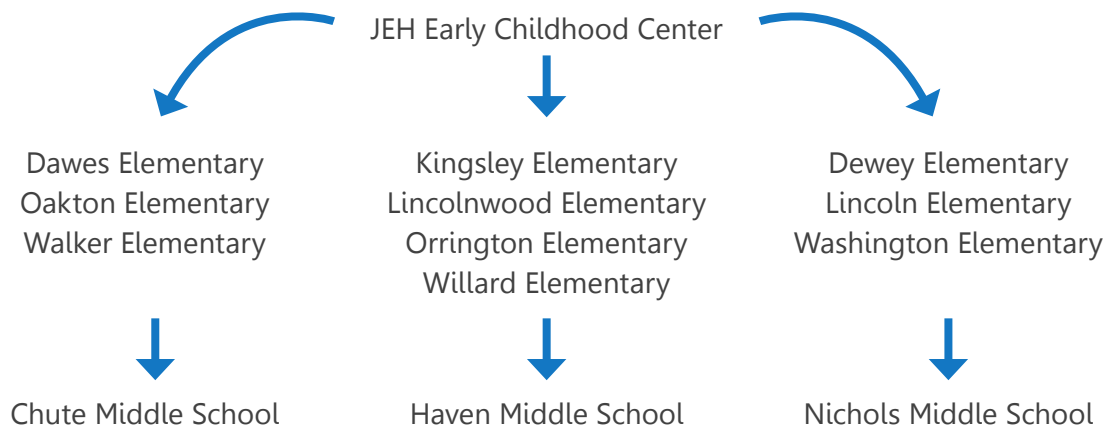 JEH Early Childhood Center
Dawes Elementary
Oakton Elementary
Walker Elementary
Kingsley Elementary
Lincolnwood Elementary
Orrington Elementary
Willard Elementary
Dewey Elementary
Lincoln Elementary
Washington Elementary
Chute Middle School
Haven Middle School
Nichols Middle School